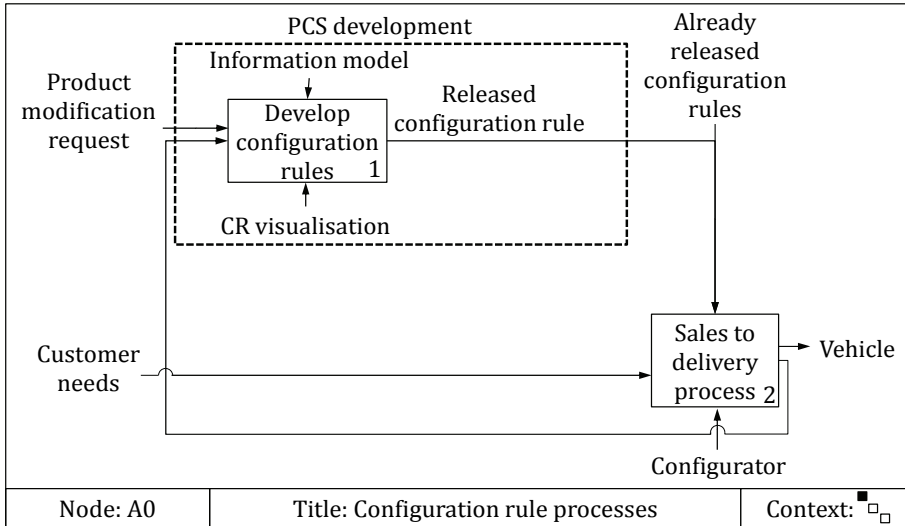 PCS development
Information model
Product
modification
request
Develop
configuration
rules
1
Released
configuration rule
Already
released
configuration
rules
CR visualisation
Customer
needs
Sales to
delivery
process
2
Vehicle
Configurator
Node: A0
Title: Configuration rule processes
Context: